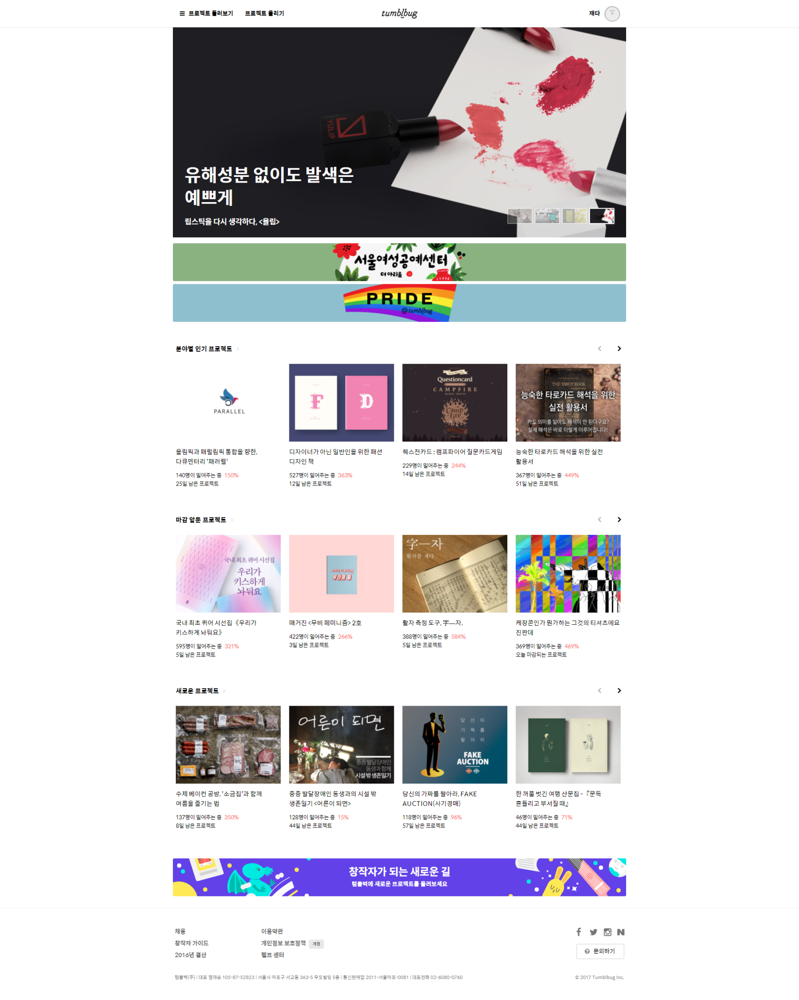 프로젝트 둘러보기 프로젝트 올리기 tumblbug 재다
YULIP
유해성분 없이도 발색은
예쁘게
립스틱을 다시 생각하다, <율립>
서울여성공예센터
더 아리움
PRIDE
@tumblbug
분야별 인기 프로젝트
PARALLEL
올림픽과 패럴림픽 통합을 향한,
다큐멘터리 '패러렐'
140명이 밀어주는 중 150%
25일 남은 프로젝트
F D
디자이너가 아닌 일반인을 위한 패션
디자인 책
527명이 밀어주는 중 363%
12일 남은 프로젝트
Questioncard
CAMPFIRE
Camp
fire
퀘스천카드 : 캠프파이어 질문카드게임
229명이 밀어주는 중 244%
14일 남은 프로젝트
THE TAROT BOOK
능숙한 타로카드 해석을 위한
실전 활용서
카드 의미를 알아도 해석이 안 된다구요?
실제 해석은 바로 이렇게 이루어집니다!
능숙한 타로카드 해석을 위한 실전
활용서
367명이 밀어주는 중 449%
51일 남은 프로젝트
마감 앞둔 프로젝트
국내 최초 퀴어 시선집
우리가
키스하게
놔둬요
국내 최초 퀴어 시선집《우리가
키스하게 놔둬요》
595명이 밀어주는 중 321%
5일 남은 프로젝트
우리의 일
매거진 <무비 페미니즘> 2호
422명이 밀어주는 중 266%
3일 남은 프로젝트
字—자
활자를 재다
활자 측정 도구, 字—자.
388명이 밀어주는 중 584%
5일 남은 프로젝트
케장콘인가 뭔가하는 그것의 티셔츠에요
진짠데
369명이 밀어주는 중 469%
오늘 마감되는 프로젝트
새로운 프로젝트
수제 베이컨 공방, '소금집'과 함께
여름을 즐기는 법
137명이 밀어주는 중 350%
8일 남은 프로젝트
어른이 되면
중증 발달장애인
동생과 함께
시설 밖 생존일기
중증 발달장애인 동생과의 시설 밖
생존일기 <어른이 되면>
128명이 밀어주는 중 15%
44일 남은 프로젝트
당신의
가짜를
팔아라
FAKE
AUCTION
당신의 가짜를 팔아라, FAKE
AUCTION(사기경매)
118명이 밀어주는 중 96%
57일 남은 프로젝트
한 꺼풀 벗긴 여행 산문집 -『문득
흔들리고 부서질 때』
46명이 밀어주는 중 71%
44일 남은 프로젝트
창작자가 되는 새로운 길
텀블벅에 새로운 프로젝트를 올려보세요
채용 이용약관
창작자 가이드 개인정보 보호정책 개정
2016년 결산 헬프 센터
문의하기
텀블벅(주) | 대표 염재승 105-87-52823 | 서울시 마포구 서교동 363-5 우도빌딩 5층 | 통신판매업 2011-서울마포-0081 | 대표전화 02-6080-0760
© 2017 Tumblbug Inc.